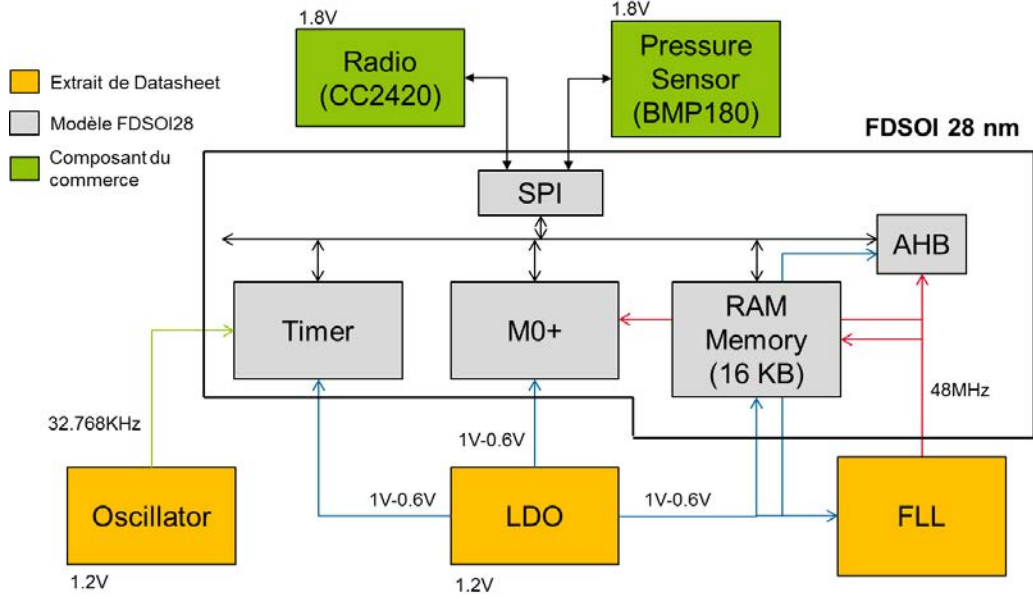 1.8V
1.8V
Radio
(CC2420)
Pressure
Sensor
(BMP180)
Extrait de Datasheet
Modèle FDSOI28
Composant du
commerce
FDSOI 28 nm
SPI
AHB
Timer
M0+
RAM
Memory
(16 KB)
48MHz
32.768KHz
1V-0.6V
1V-0.6V
1V-0.6V
Oscillator
LDO
FLL
1.2V
1.2V